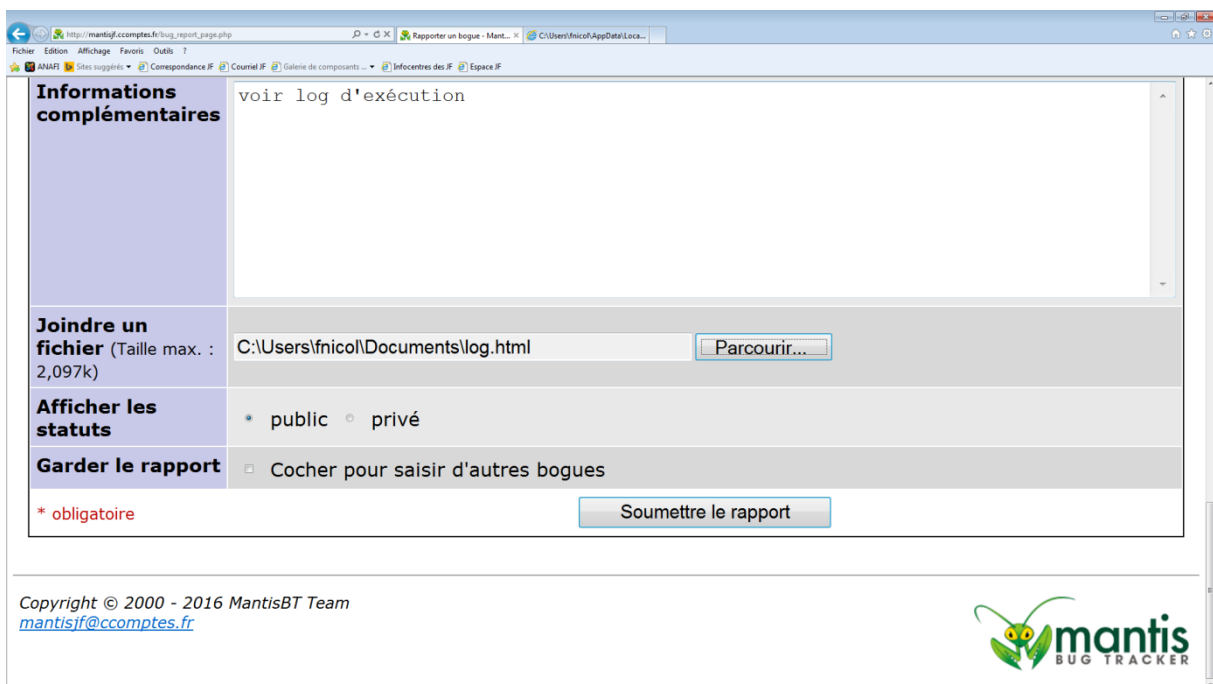 http://mantisjf.ccomptes.fr/bug_report_page.php
Rapporter un bogue - Mant...
C:\Users\fnicol\AppData\Loca...
Fichier Edition Affichage Favoris Outils ?
ANAFI Sites suggérés Correspondance JF Courriel JF Galerie de composants ... Infocentres des JF Espace JF
Informations complémentaires
voir log d'exécution
Joindre un fichier (Taille max. : 2,097k)
C:\Users\fnicol\Documents\log.html
Parcourir...
Afficher les statuts
public privé
Garder le rapport
Cocher pour saisir d'autres bogues
* obligatoire
Soumettre le rapport
Copyright © 2000 - 2016 MantisBT Team
mantisjf@ccomptes.fr
mantis
BUG TRACKER